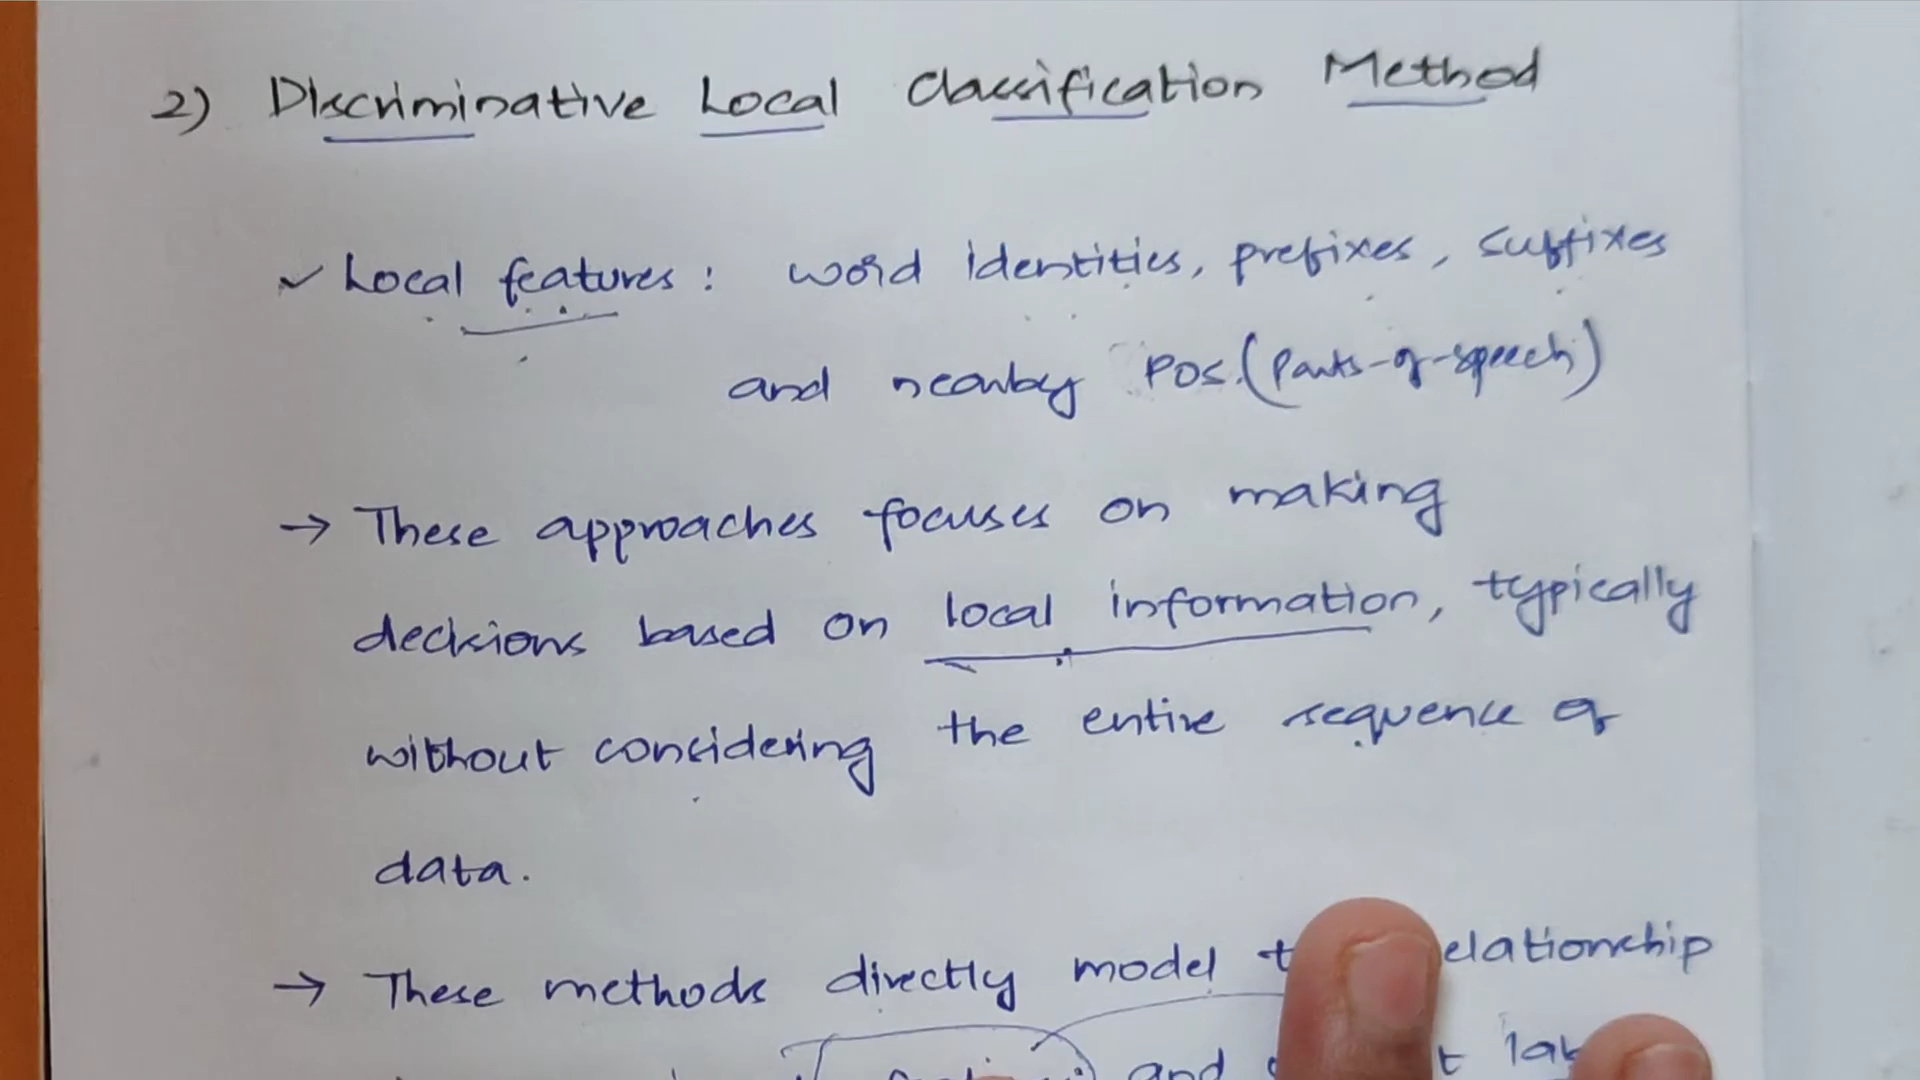 2) Discriminative Local Classification Method
✓ Local features : word identities, prefixes, suffixes
and nearby POS. (Parts-of-speech)
→ These approaches focuses on making
decisions based on local information, typically
without considering the entire sequence of
data.
→ These methods directly model
and